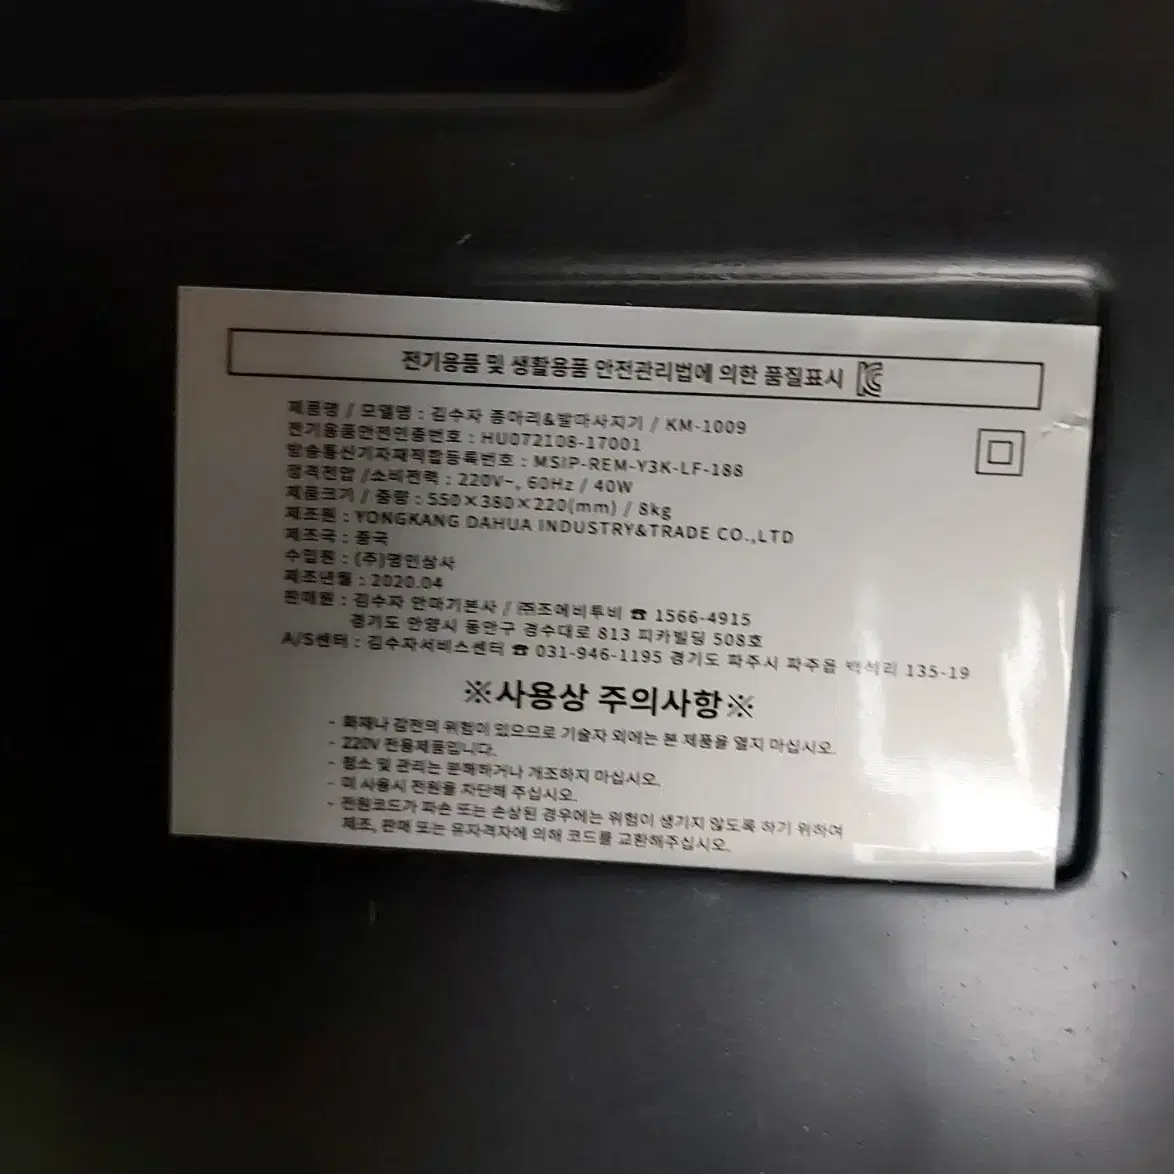 전기용품 및 생활용품 안전관리법에 의한 품질표시
제품명 / 모델명 : 김수자 종아리&발마사지기 / KM-1009
전기용품안전인증번호 : HU072108-17001
방송통신기자재적합등록번호 : MSIP-REM-Y3K-LF-188
정격전압 /소비전력 : 220V~, 60Hz / 40W
제품크기 / 중량 : 550×380×220(mm) / 8kg
제조원 : YONGKANG DAHUA INDUSTRY&TRADE CO.,LTD
제조국 : 중국
수입원 : (주)명인상사
제조년월 : 2020.04
판매원 : 김수자 안마기본사 / ㈜조에비투비 ☎ 1566-4915
경기도 안양시 동안구 경수대로 813 피카빌딩 508호
A/S센터 : 김수자서비스센터 ☎ 031-946-1195 경기도 파주시 파주읍 백석리 135-19
※사용상 주의사항※
- 화재나 감전의 위험이 있으므로 기술자 외에는 본 제품을 열지 마십시오.
- 220V 전용제품입니다.
- 청소 및 관리는 분해하거나 개조하지 마십시오.
- 미 사용시 전원을 차단해 주십시오.
- 전원코드가 파손 또는 손상된 경우에는 위험이 생기지 않도록 하기 위하여
제조, 판매 또는 유자격자에 의해 코드를 교환해주십시오.